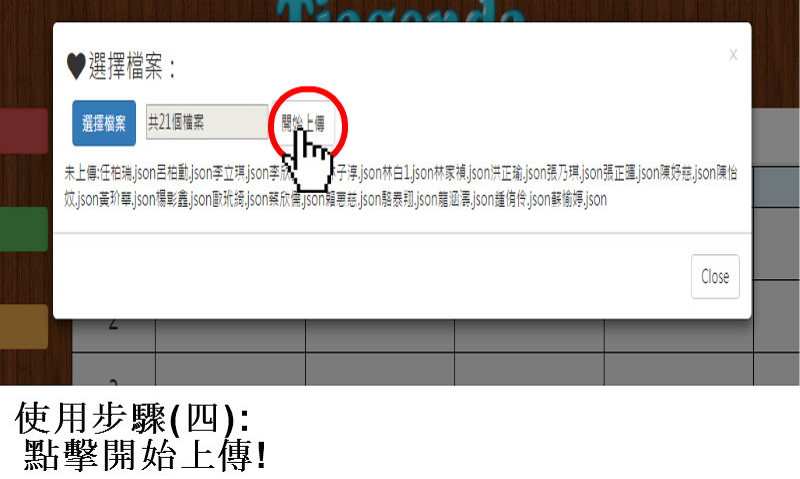 Tiagenda
×
♥選擇檔案：
選擇檔案 共21個檔案 開始上傳
未上傳:任柏瑞.json呂柏勳.json李立琪.json李欣 子淳.json林白1.json林家禎.json洪正瑜.json張乃琪.json張正暉.json陳妤慈.json陳怡
妏.json黃玠華.json楊彰鑫.json歐玳綺.json蔡欣儒.json賴惠慈.json駱泰翔.json龍涵濤.json鍾侑伶.json蘇愉婷.json
Close
2
使用步驟(四):
點擊開始上傳!